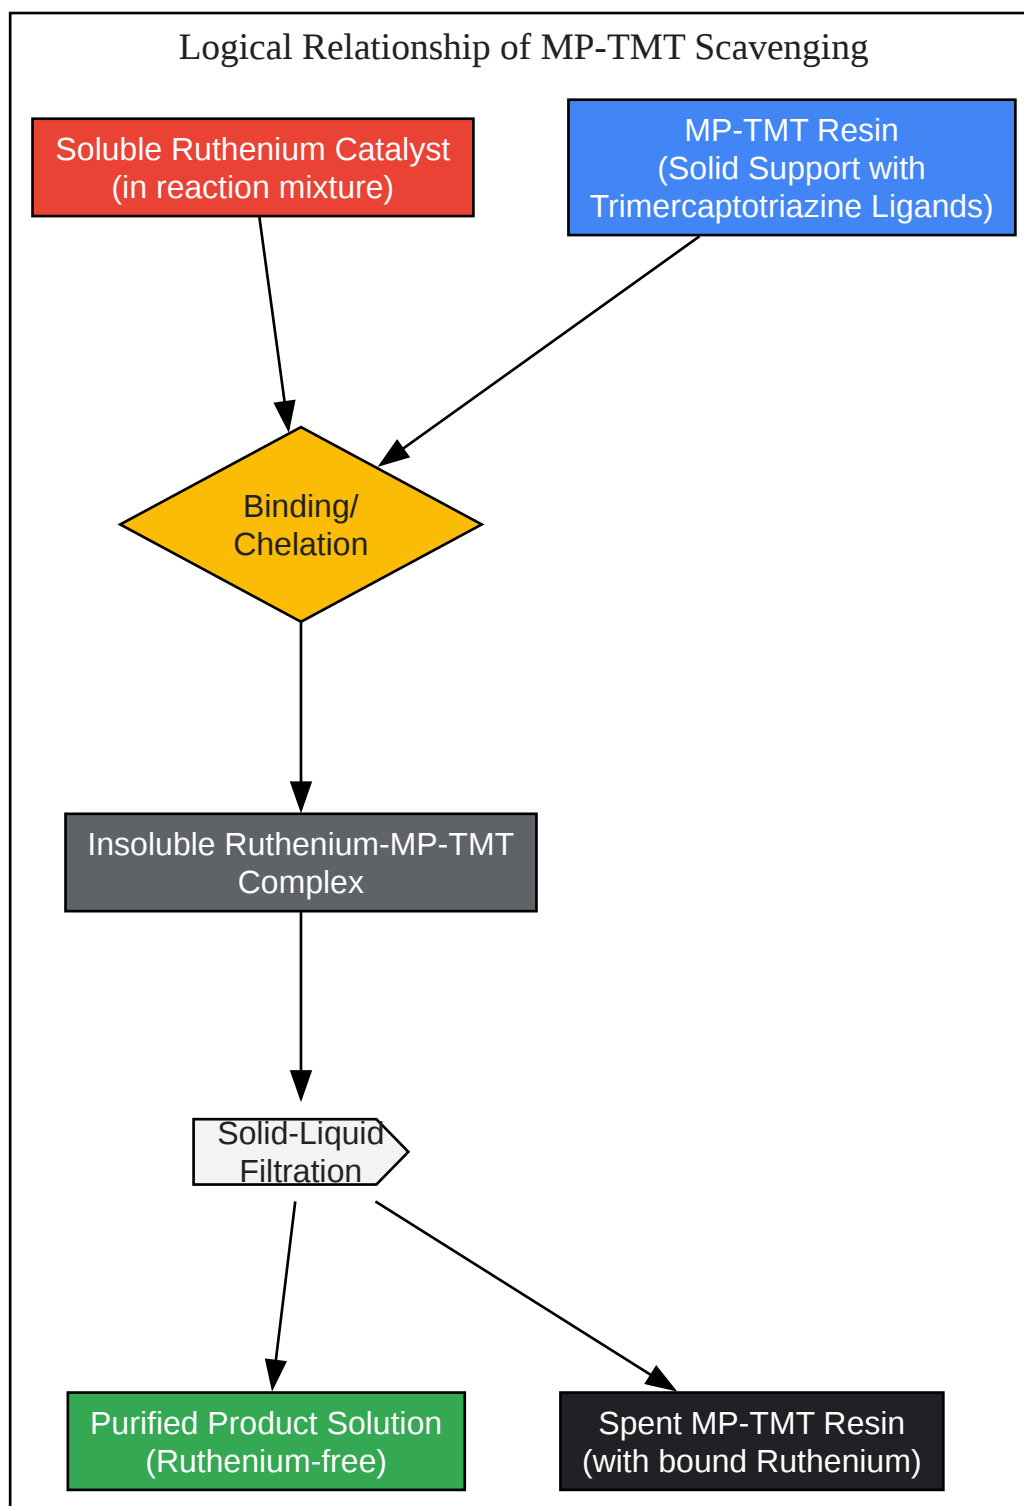 Logical Relationship of MP-TMT Scavenging
Soluble Ruthenium Catalyst
(in reaction mixture)
MP-TMT Resin
(Solid Support with
Trimercaptotriazine Ligands)
Binding/
Chelation
Insoluble Ruthenium-MP-TMT
Complex
Solid-Liquid
Filtration
Purified Product Solution
(Ruthenium-free)
Spent MP-TMT Resin
(with bound Ruthenium)